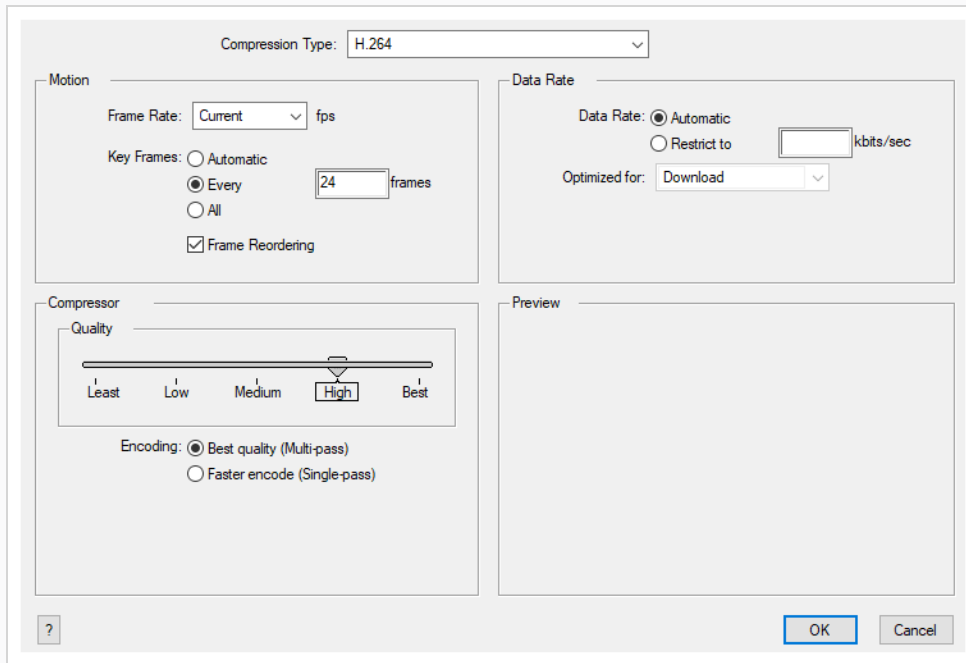 Compression Type: H.264
Motion
Frame Rate: Current fps
Key Frames: Automatic
Every 24 frames
All
Frame Reordering
Data Rate
Data Rate: Automatic
Restrict to kbits/sec
Optimized for: Download
Compressor
Quality
Least Low Medium High Best
Encoding: Best quality (Multi-pass)
Faster encode (Single-pass)
Preview
? OK Cancel